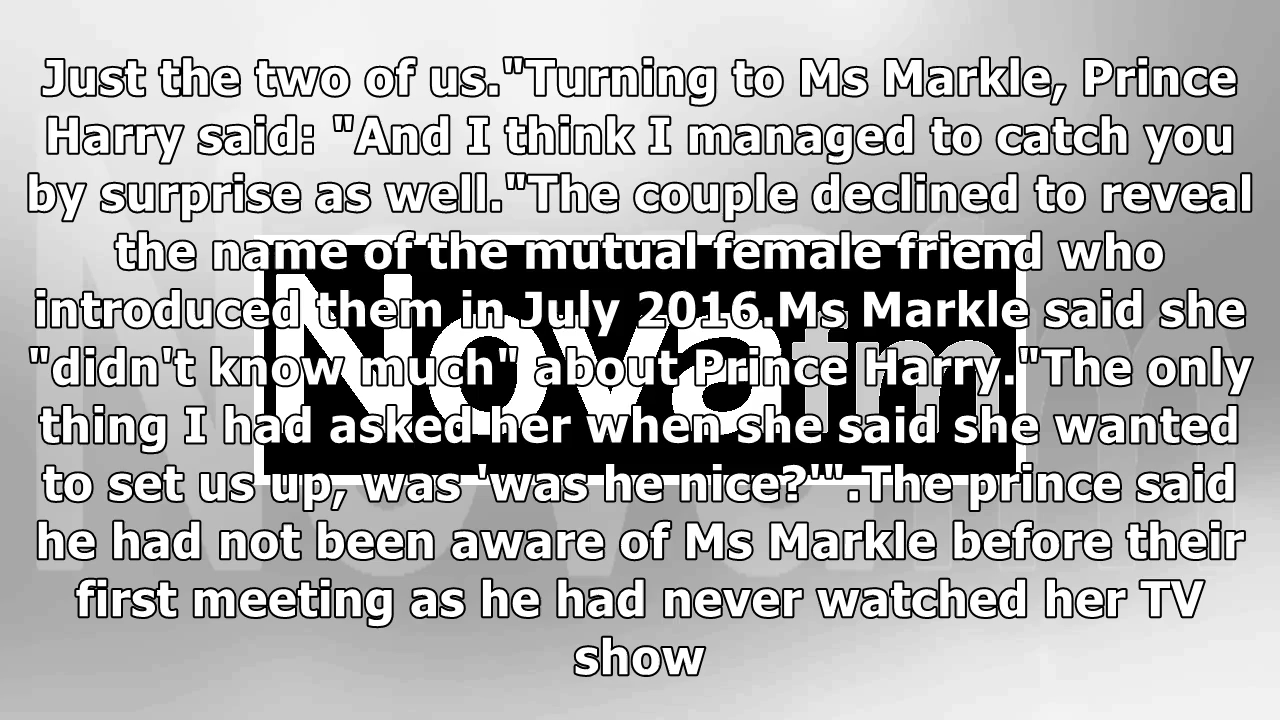 Just the two of us."Turning to Ms Markle, Prince
Harry said: "And I think I managed to catch you
by surprise as well."The couple declined to reveal
the name of the mutual female friend who
introduced them in July 2016.Ms Markle said she
"didn't know much" about Prince Harry."The only
thing I had asked her when she said she wanted
to set us up, was 'was he nice?'".The prince said
he had not been aware of Ms Markle before their
first meeting as he had never watched her TV
show
Nova fm